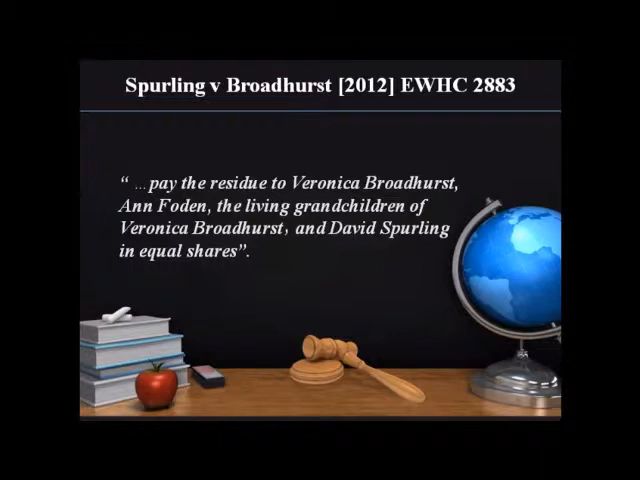 Spurling v Broadhurst [2012] EWHC 2883
“ …pay the residue to Veronica Broadhurst,
Ann Foden, the living grandchildren of
Veronica Broadhurst, and David Spurling
in equal shares”.